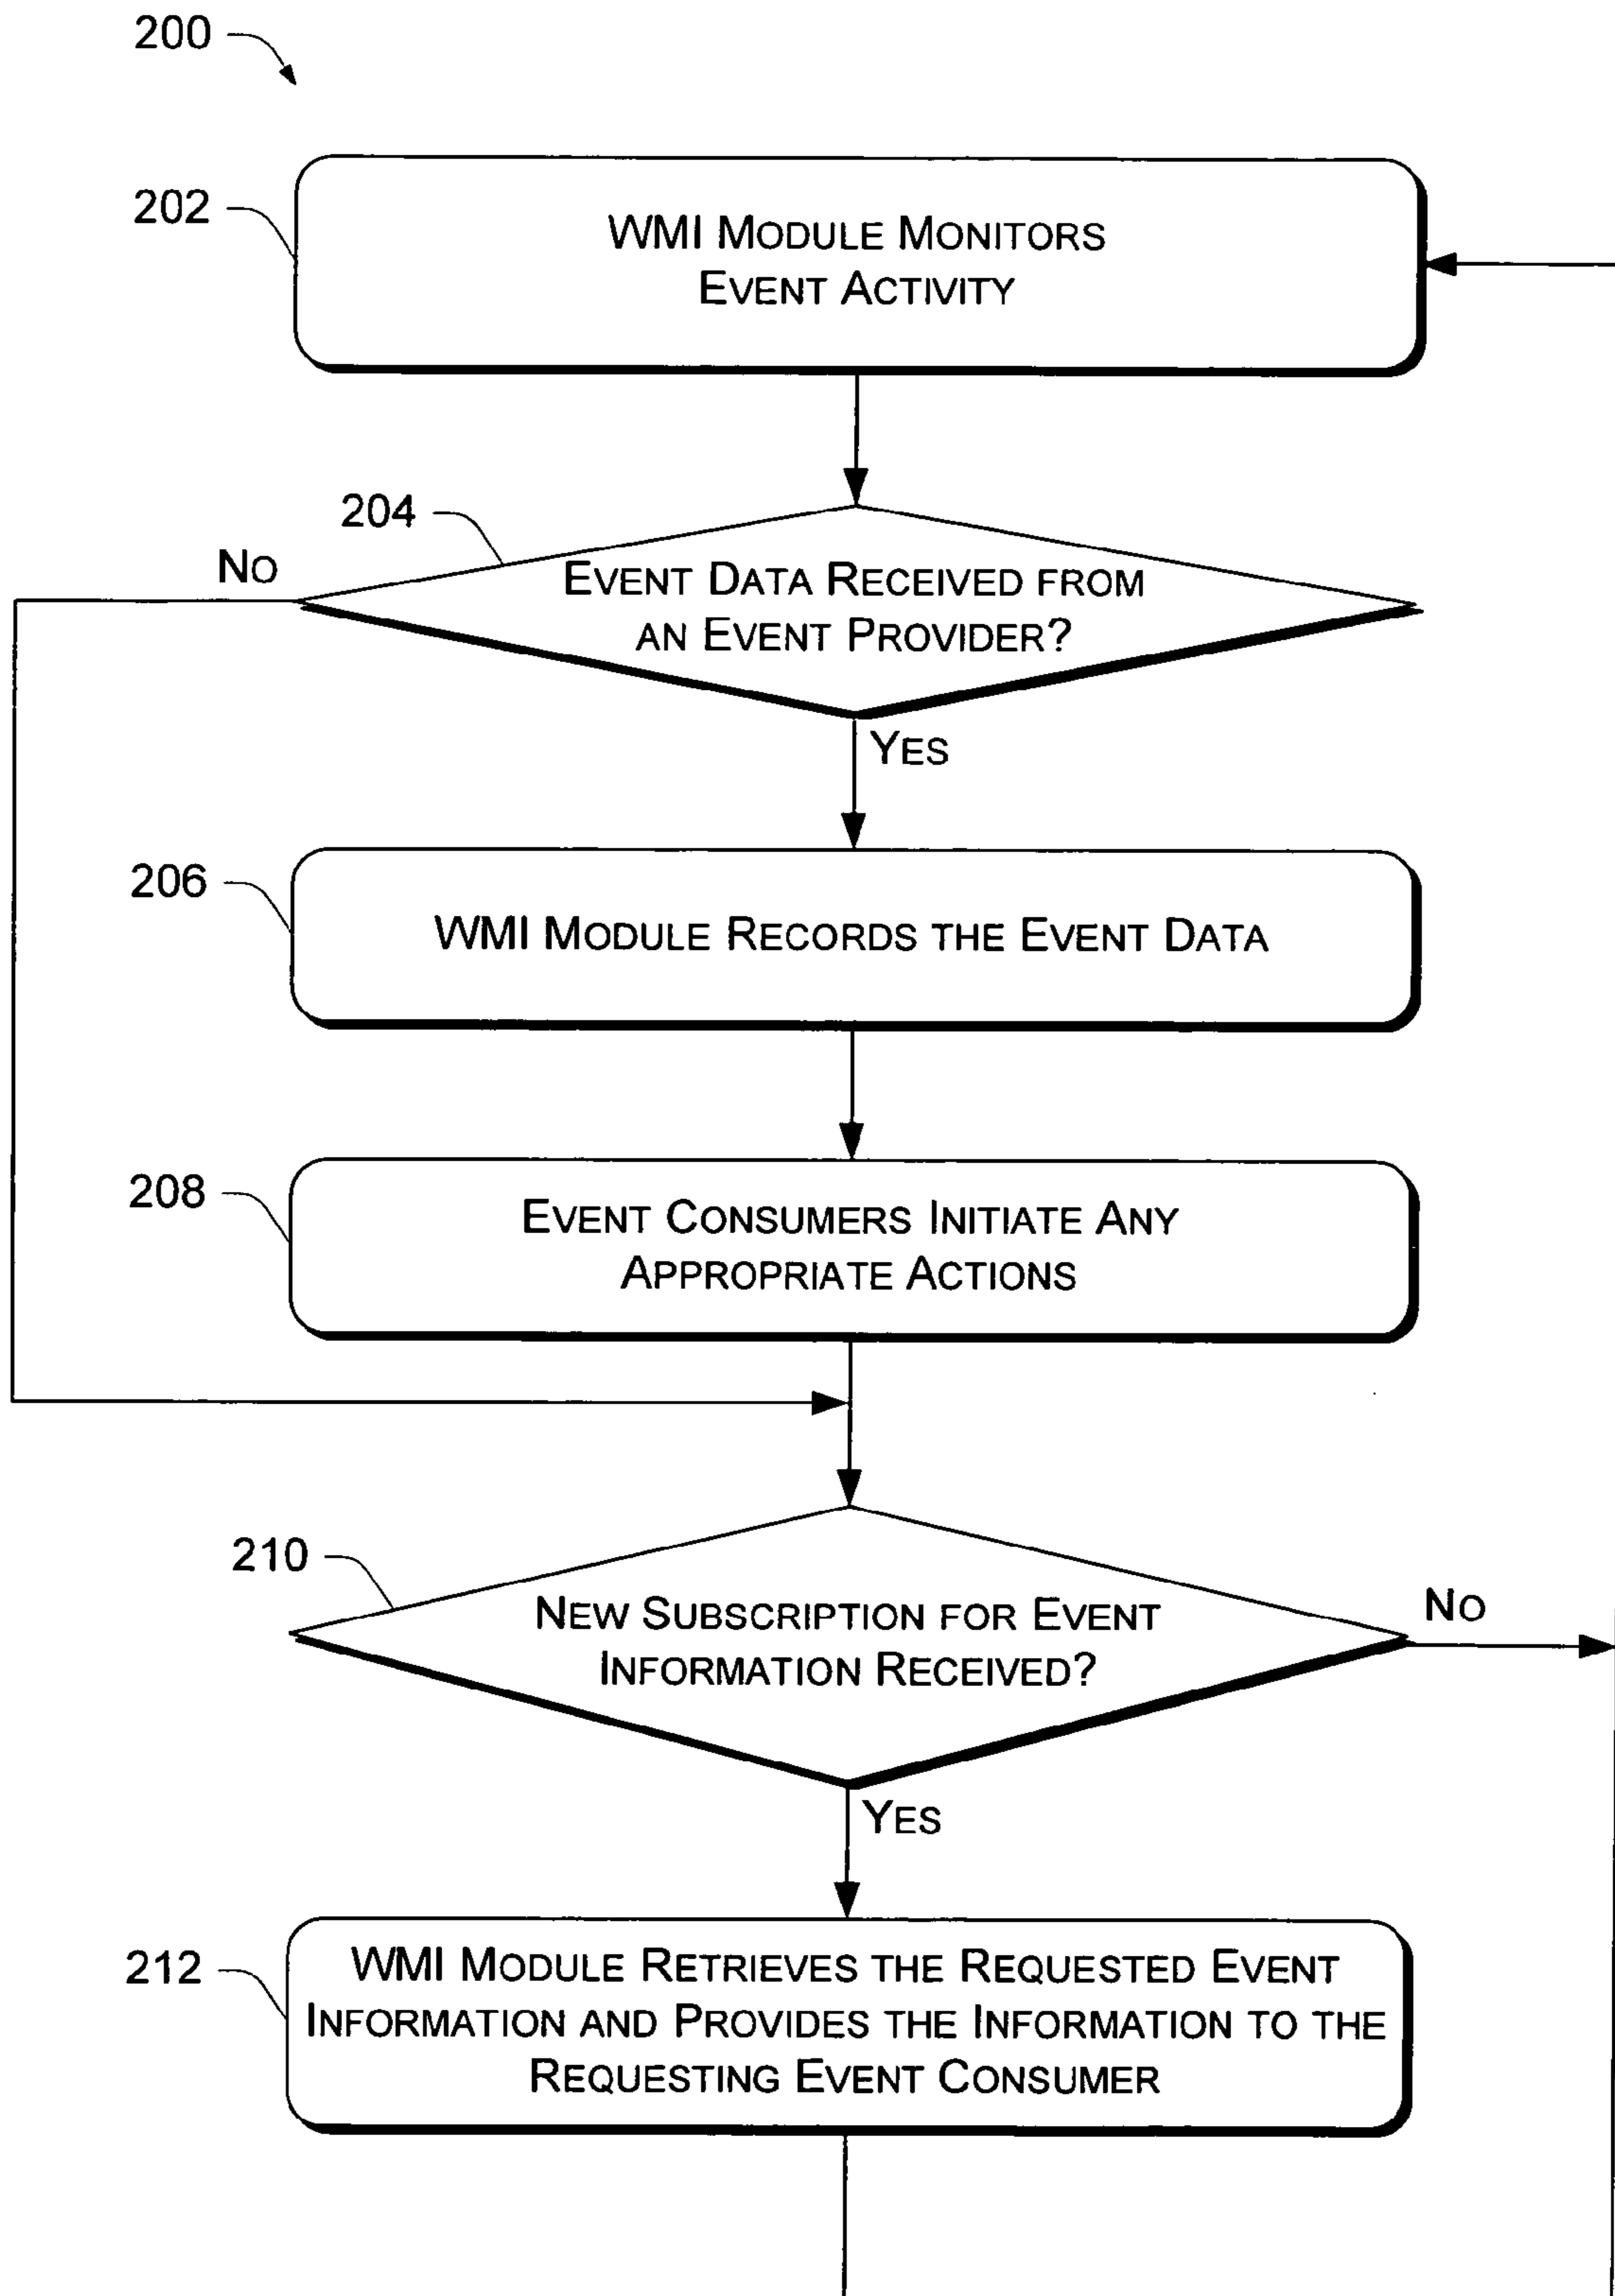 200
202
WMI MODULE MONITORS
EVENT ACTIVITY
204
NO
EVENT DATA RECEIVED FROM
AN EVENT PROVIDER?
YES
206
WMI MODULE RECORDS THE EVENT DATA
208
EVENT CONSUMERS INITIATE ANY
APPROPRIATE ACTIONS
210
NEW SUBSCRIPTION FOR EVENT
INFORMATION RECEIVED?
NO
YES
212
WMI MODULE RETRIEVES THE REQUESTED EVENT
INFORMATION AND PROVIDES THE INFORMATION TO THE
REQUESTING EVENT CONSUMER